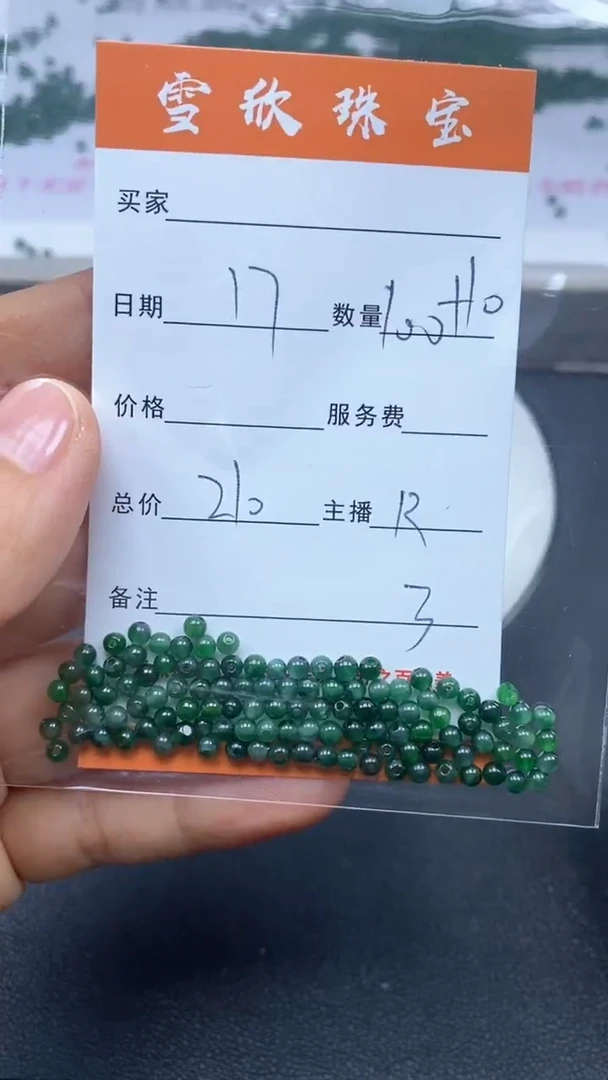 雪欣珠宝
买家
日期 17 数量 100+10
价格 服务费
总价 210 主播 R
备注 3